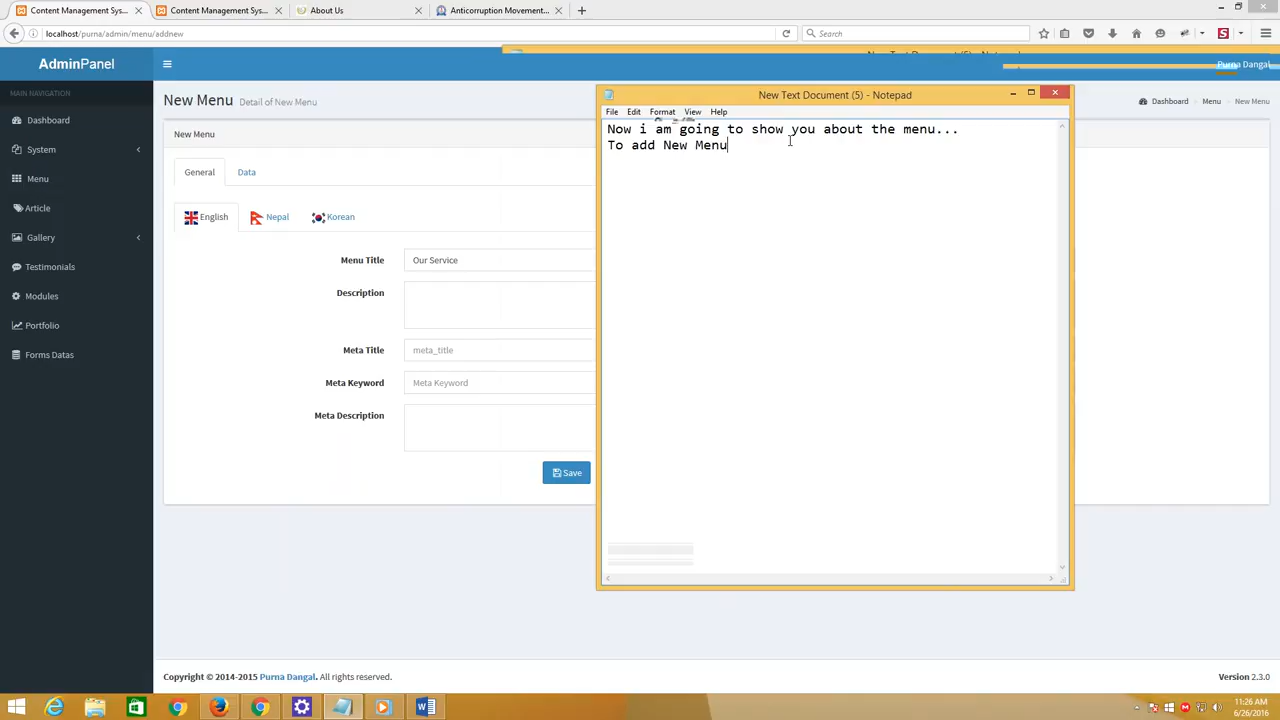 Content Management Sys...
Content Management Sys...
About Us
Anticorruption Movement...
localhost/purna/admin/menu/addnew
Search
AdminPanel
Purna Dangal
MAIN NAVIGATION
Dashboard
System
Menu
Article
Gallery
Testimonials
Modules
Portfolio
Forms Datas
New Menu Detail of New Menu
Dashboard Menu New Menu
New Menu
General Data
English Nepal Korean
Menu Title Our Service
Description
Meta Title meta_title
Meta Keyword Meta Keyword
Meta Description
Save
New Text Document (5) - Notepad
File Edit Format View Help
Now i am going to show you about the menu...
To add New Menu
Copyright © 2014-2015 Purna Dangal. All rights reserved.
Version 2.3.0
11:26 AM
6/26/2016